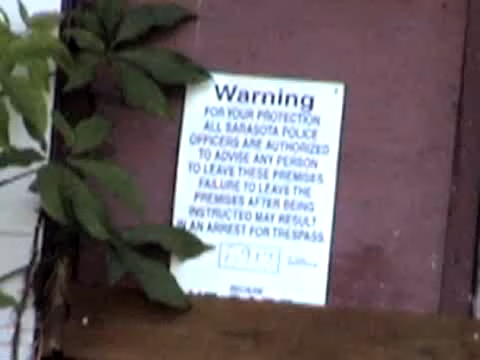 Warning
FOR YOUR PROTECTION
ALL SARASOTA POLICE
OFFICERS ARE AUTHORIZED
TO ADVISE ANY PERSON
TO LEAVE THESE PREMISES
FAILURE TO LEAVE THE
PREMISES AFTER BEING
INSTRUCTED MAY RESULT
IN AN ARREST FOR TRESPASS